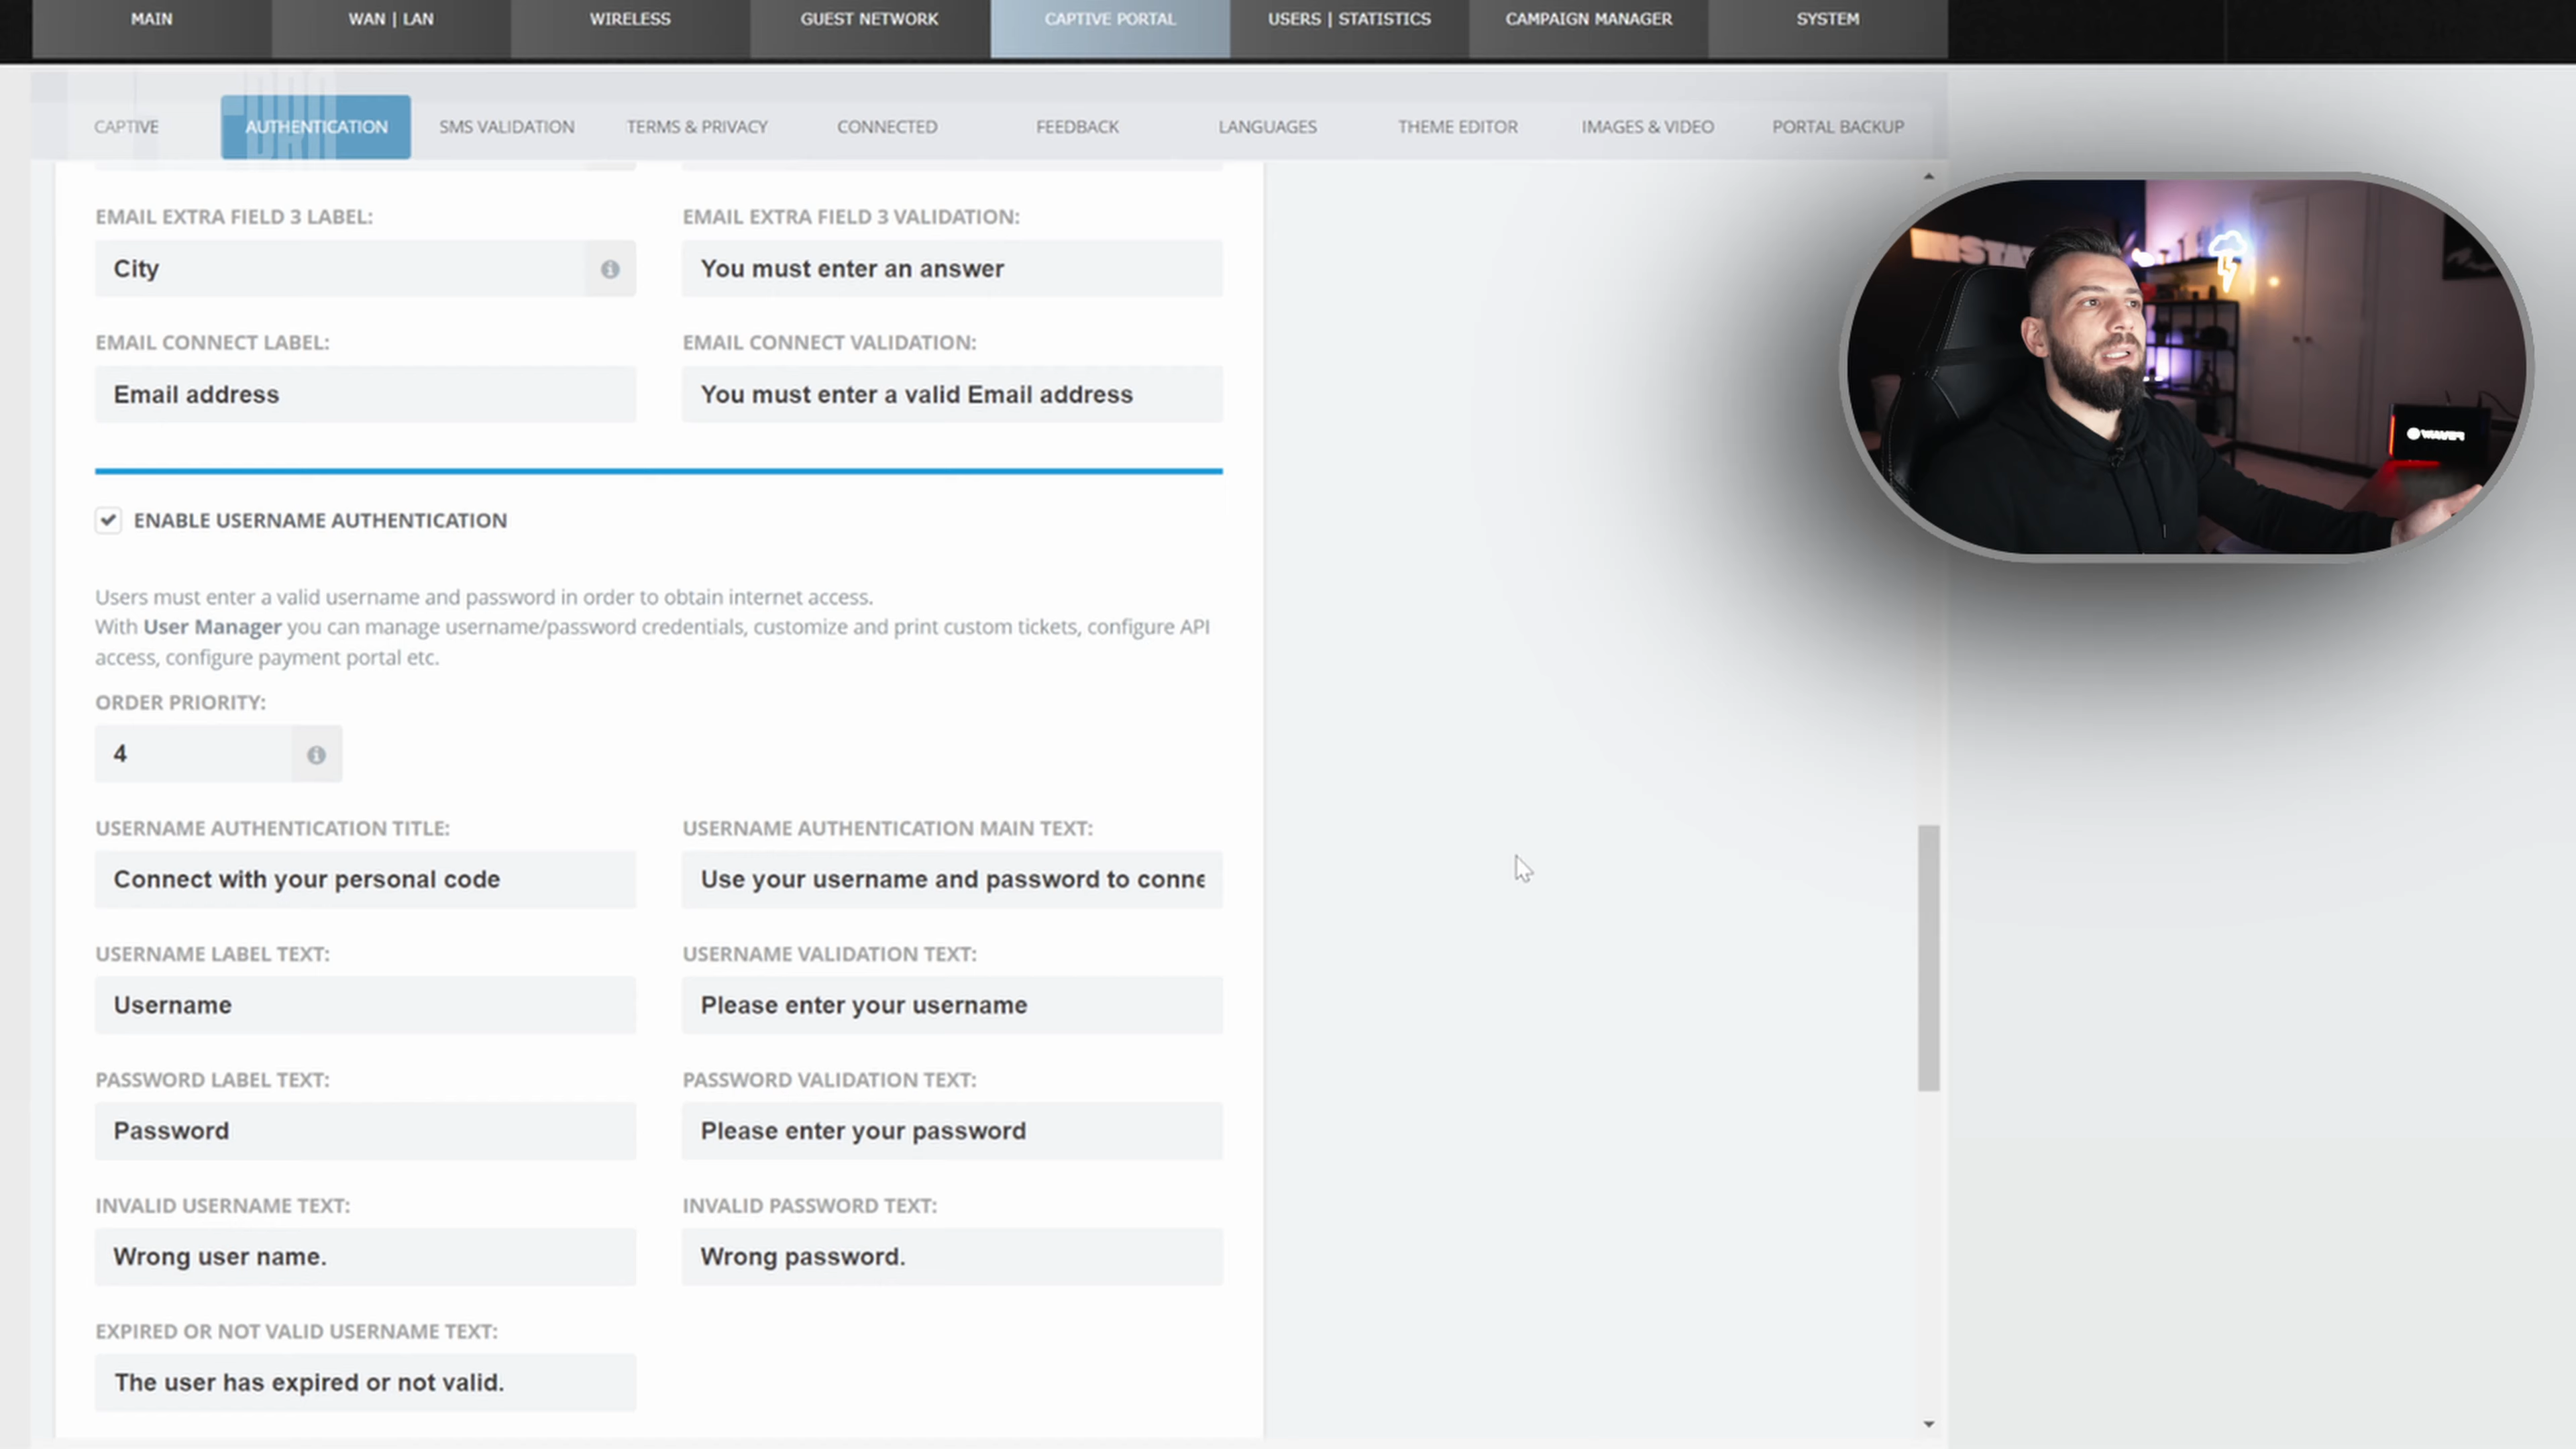 MAIN
WAN | LAN
WIRELESS
GUEST NETWORK
CAPTIVE PORTAL
USERS | STATISTICS
CAMPAIGN MANAGER
SYSTEM
CAPTIVE
AUTHENTICATION
SMS VALIDATION
TERMS & PRIVACY
CONNECTED
FEEDBACK
LANGUAGES
THEME EDITOR
IMAGES & VIDEO
PORTAL BACKUP
EMAIL EXTRA FIELD 3 LABEL:
EMAIL EXTRA FIELD 3 VALIDATION:
City
You must enter an answer
EMAIL CONNECT LABEL:
EMAIL CONNECT VALIDATION:
Email address
You must enter a valid Email address
ENABLE USERNAME AUTHENTICATION
Users must enter a valid username and password in order to obtain internet access.
With User Manager you can manage username/password credentials, customize and print custom tickets, configure API
access, configure payment portal etc.
ORDER PRIORITY:
4
USERNAME AUTHENTICATION TITLE:
USERNAME AUTHENTICATION MAIN TEXT:
Connect with your personal code
Use your username and password to conne
USERNAME LABEL TEXT:
USERNAME VALIDATION TEXT:
Username
Please enter your username
PASSWORD LABEL TEXT:
PASSWORD VALIDATION TEXT:
Password
Please enter your password
INVALID USERNAME TEXT:
INVALID PASSWORD TEXT:
Wrong user name.
Wrong password.
EXPIRED OR NOT VALID USERNAME TEXT:
The user has expired or not valid.